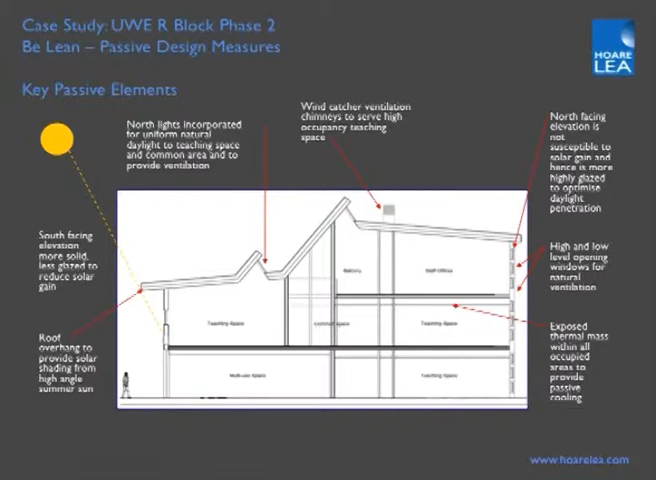 Case Study: UWE R Block Phase 2
Be Lean – Passive Design Measures
HOARE
LEA
Key Passive Elements
North lights incorporated
for uniform natural
daylight to teaching space
and common area and to
provide ventilation
Wind catcher ventilation
chimneys to serve high
occupancy teaching
space
North facing
elevation is
not
susceptible to
solar gain and
hence is more
highly glazed
to optimise
daylight
penetration
South facing
elevation
more solid,
less glazed to
reduce solar
gain
High and low
level opening
windows for
natural
ventilation
Roof
overhang to
provide solar
shading from
high angle
summer sun
Exposed
thermal mass
within all
occupied
areas to
provide
passive
cooling
Balcony
Staff Offices
Teaching Space
Common Space
Teaching Space
Multi-use Space
Teaching Space
www.hoarelea.com